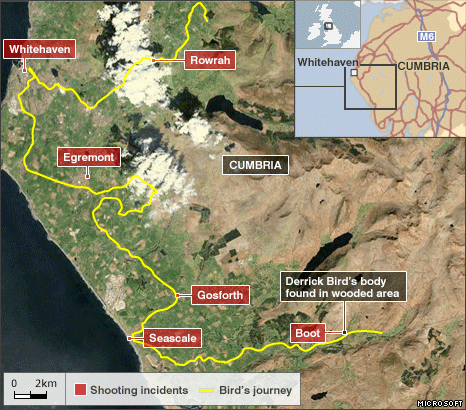 Whitehaven
Rowrah
Egremont
CUMBRIA
Gosforth
Seascale
Boot
Derrick Bird's body
found in wooded area
M6
Whitehaven
CUMBRIA
0 2km
Shooting incidents
Bird's journey
MICROSOFT